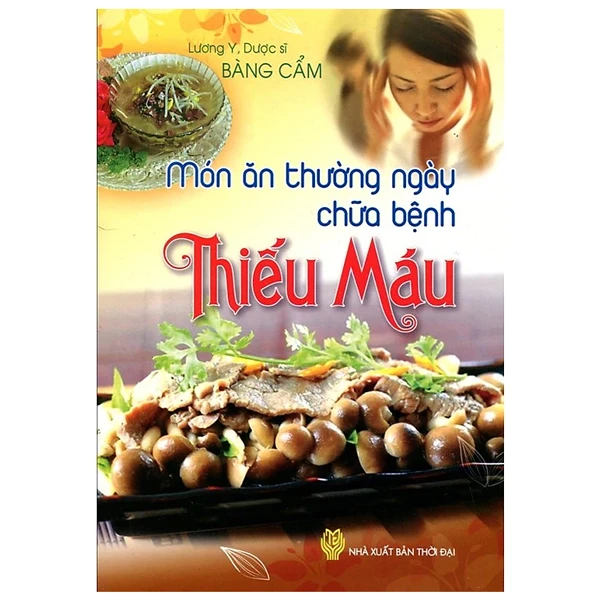 Lương Y, Dược sĩ
BÀNG CẨM
Món ăn thường ngày
chữa bệnh
Thiếu Máu
NHÀ XUẤT BẢN THỜI ĐẠI